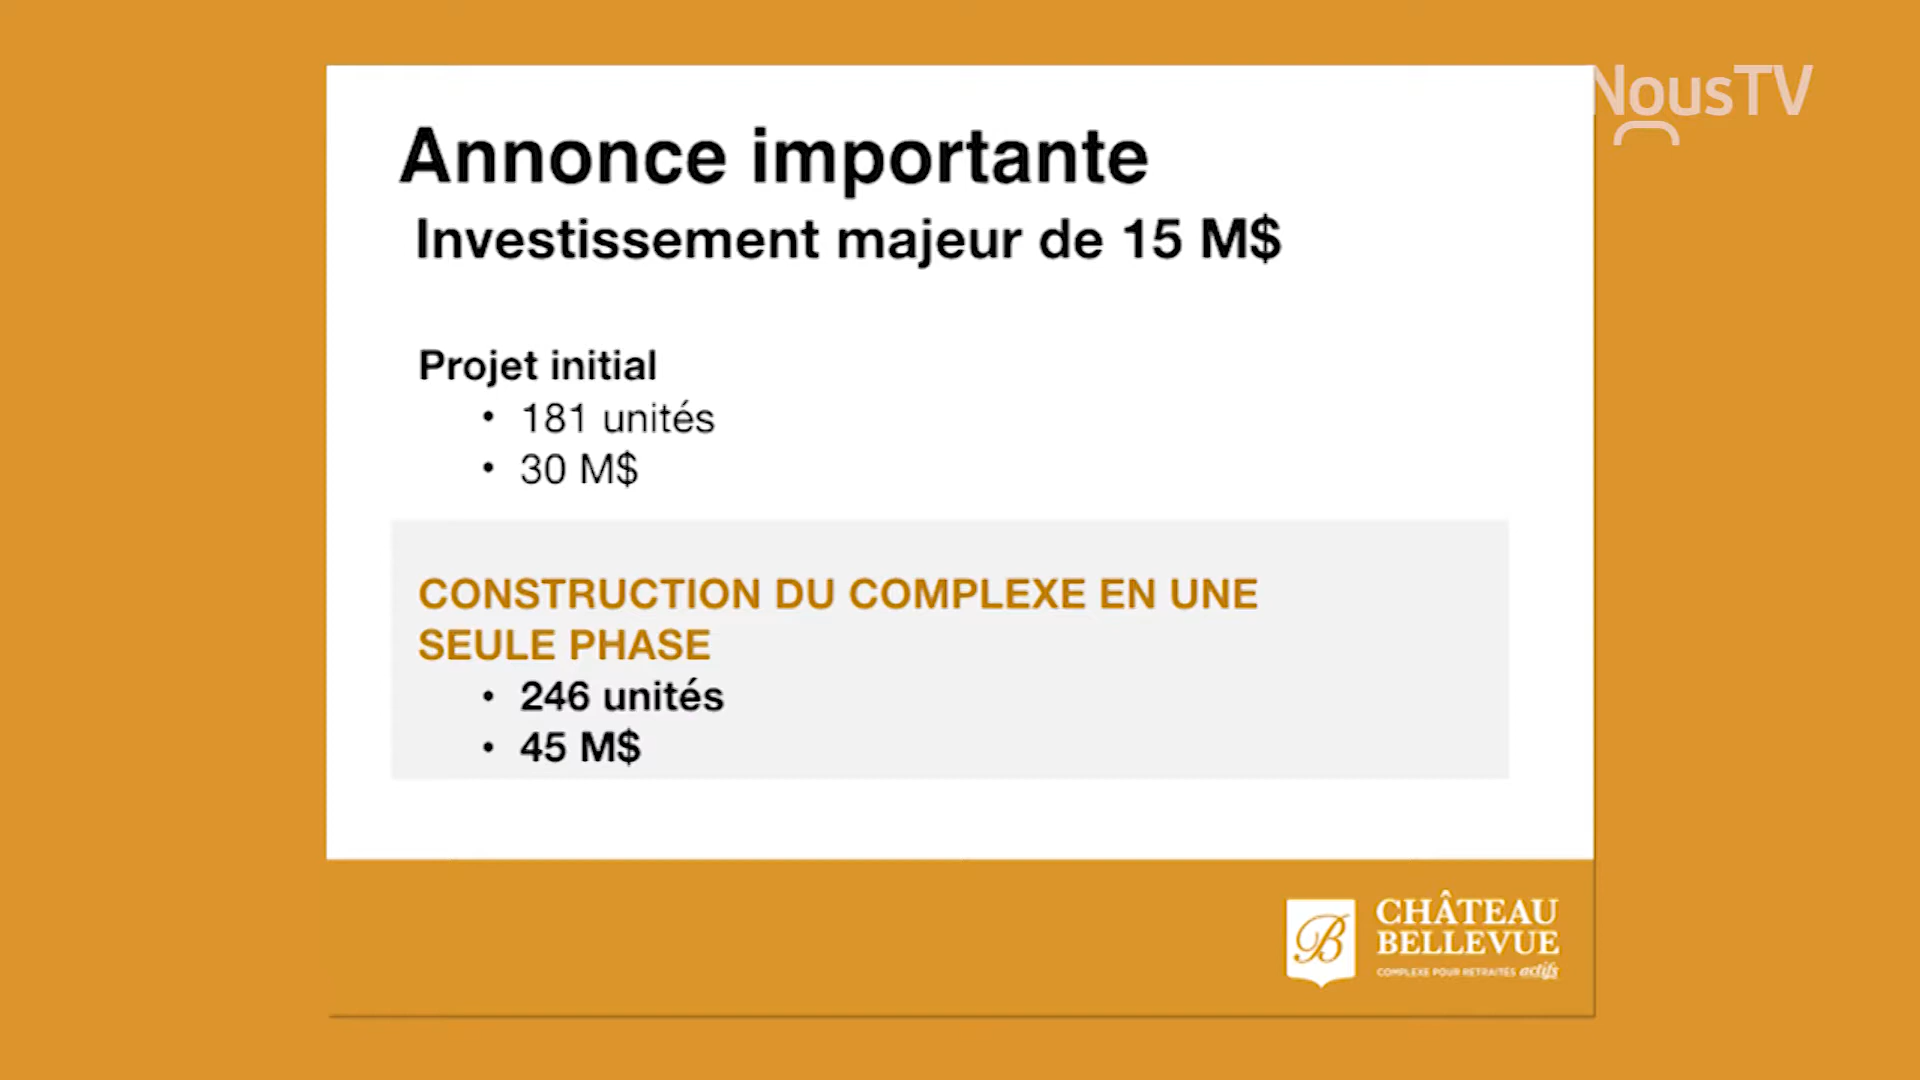 NousTV
Annonce importante
Investissement majeur de 15 M$
Projet initial
• 181 unités
• 30 M$
CONSTRUCTION DU COMPLEXE EN UNE
SEULE PHASE
• 246 unités
• 45 M$
B
CHÂTEAU
BELLEVUE
COMPLEXE POUR RETRAITÉS actifs